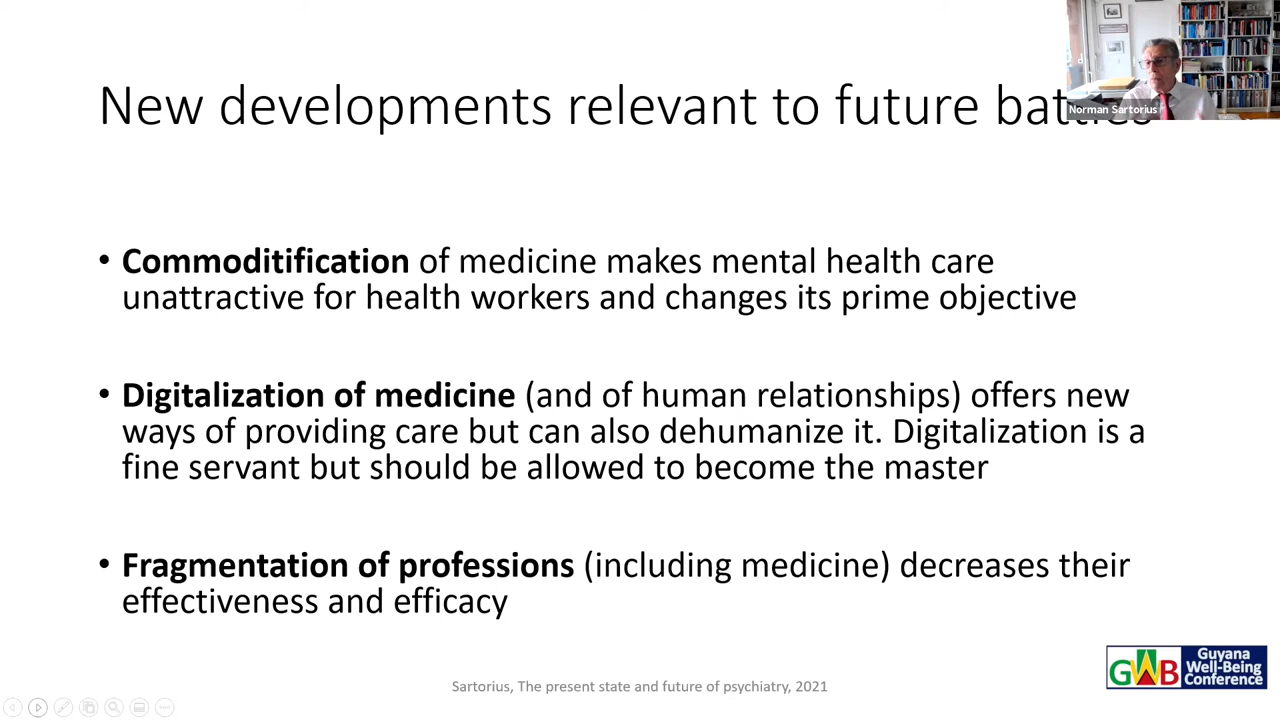 New developments relevant to future battles
Norman Sartorius
• Commoditification of medicine makes mental health care
unattractive for health workers and changes its prime objective
• Digitalization of medicine (and of human relationships) offers new
ways of providing care but can also dehumanize it. Digitalization is a
fine servant but should be allowed to become the master
• Fragmentation of professions (including medicine) decreases their
effectiveness and efficacy
GWB
Guyana
Well-Being
Conference
Sartorius, The present state and future of psychiatry, 2021